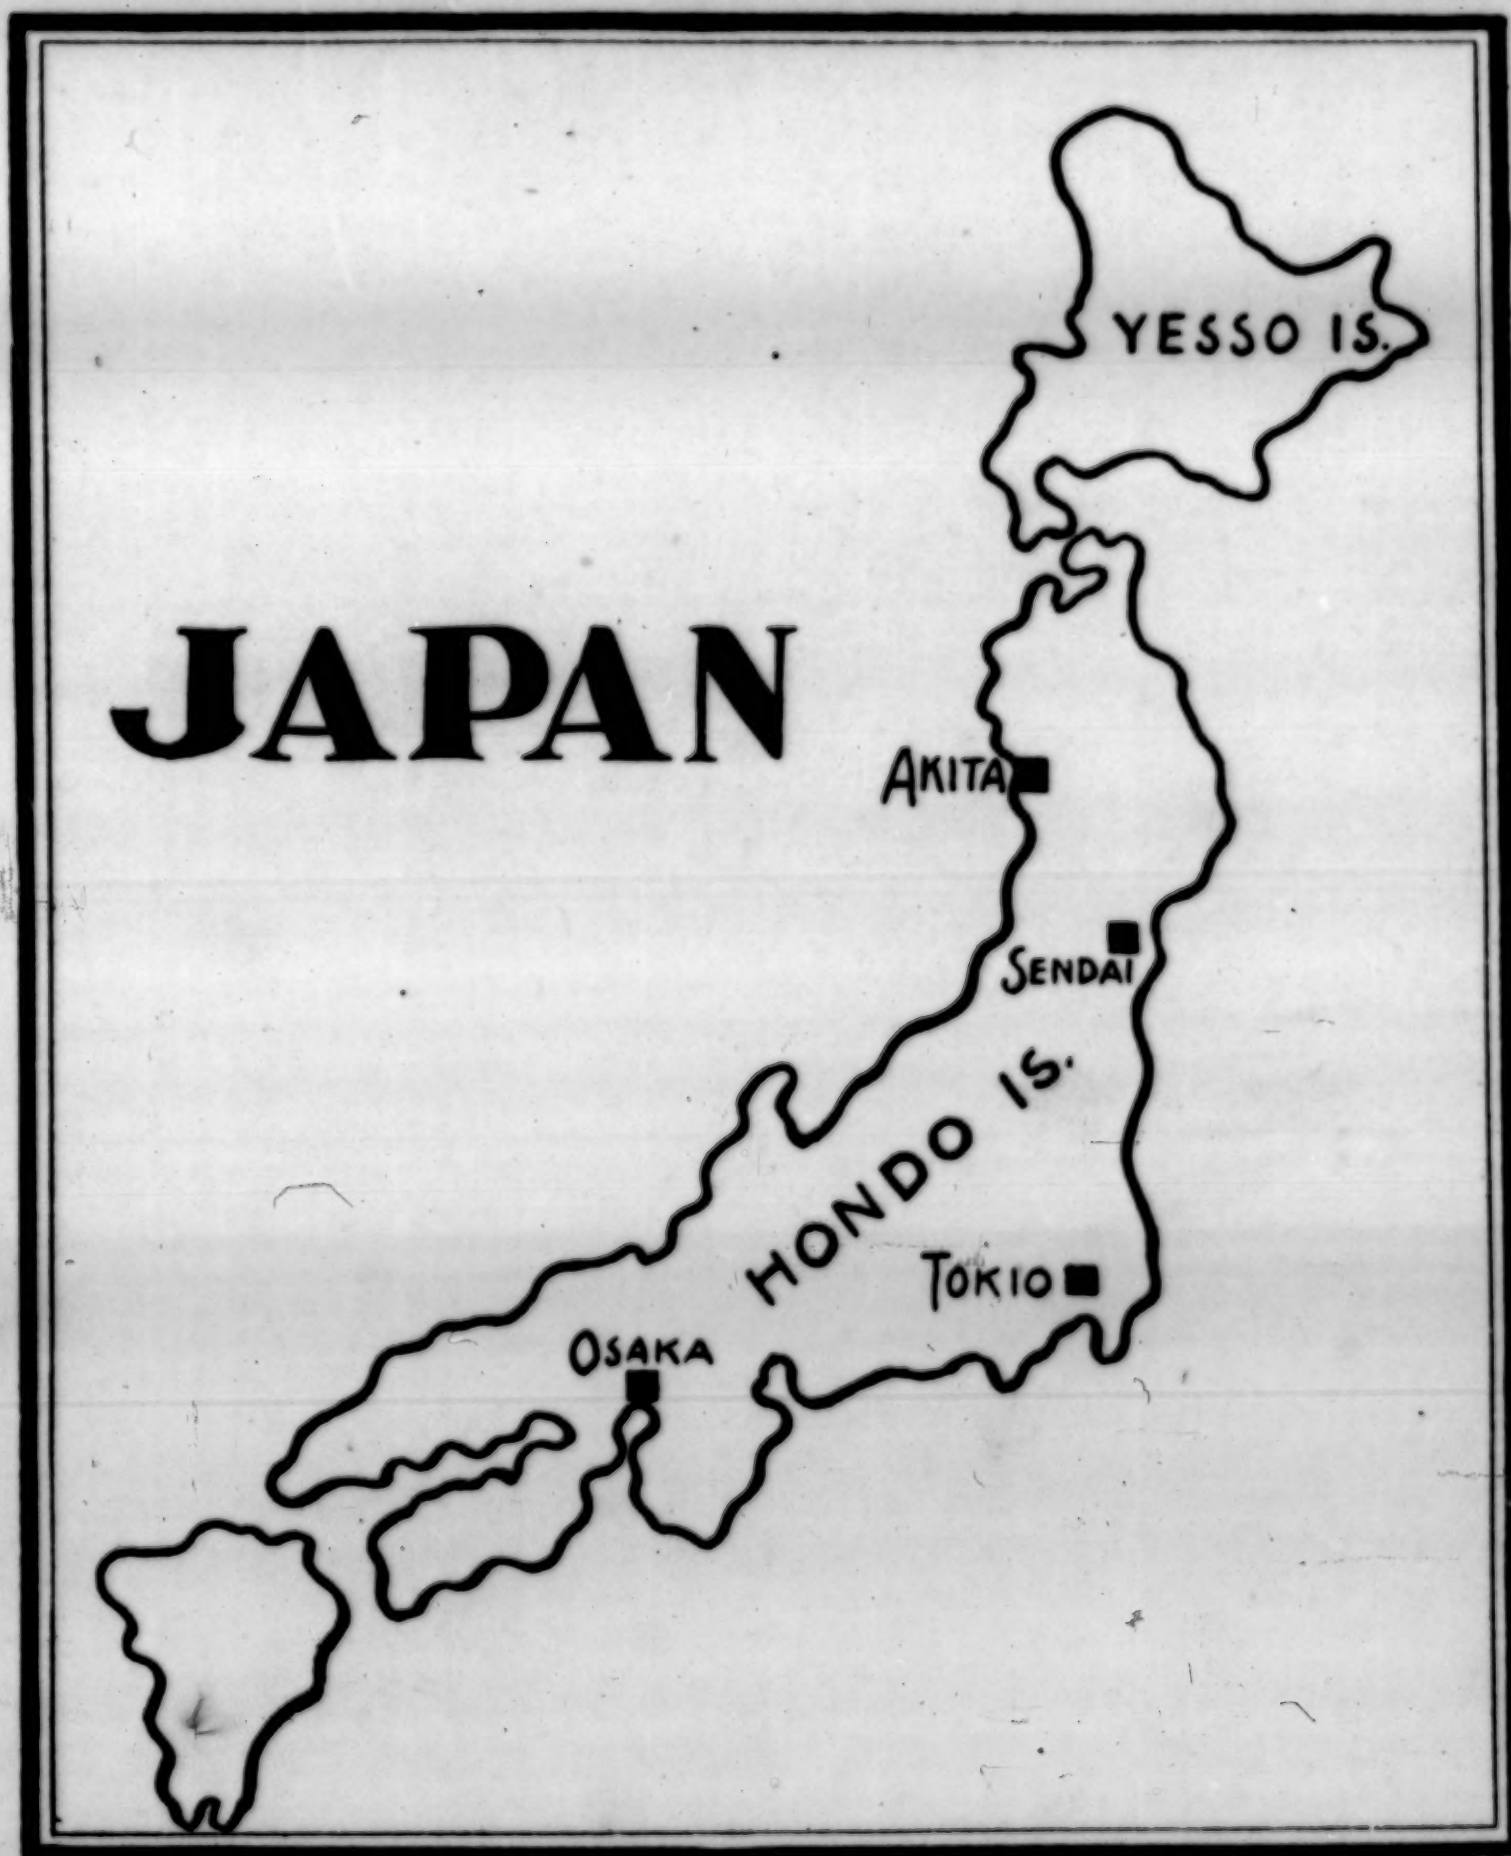 YESSO IS.
JAPAN
AKITA
SENDAI
HONDO IS.
TOKIO
OSAKA